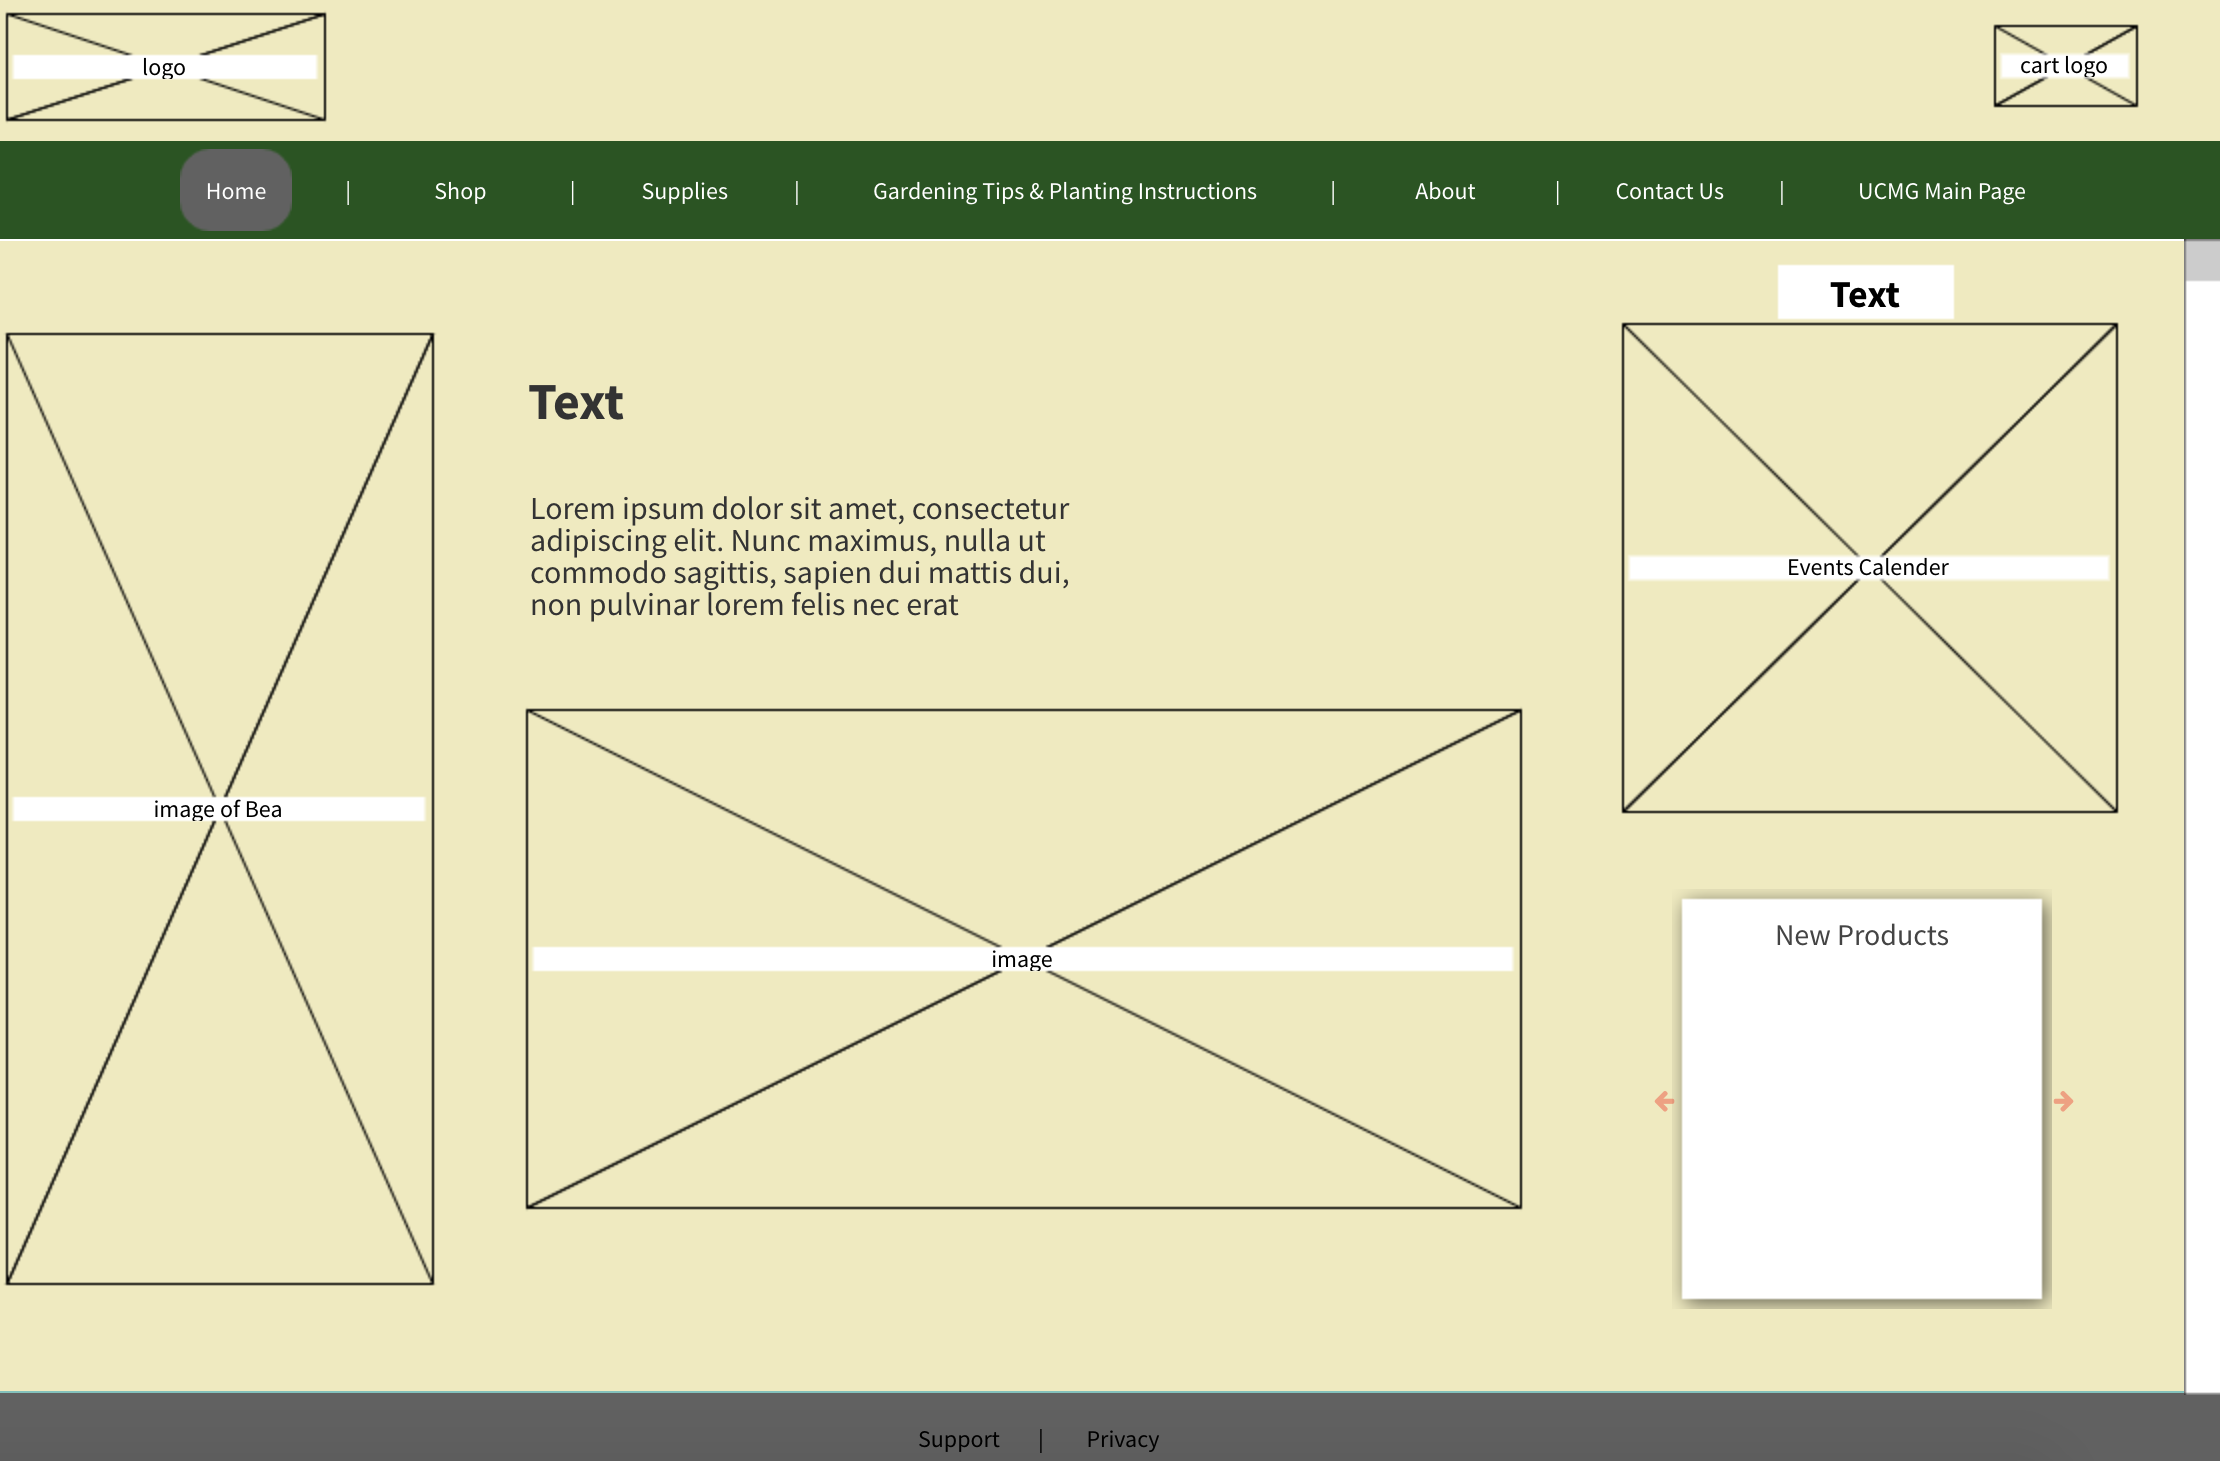 logo
cart logo
Home | Shop | Supplies | Gardening Tips & Planting Instructions | About | Contact Us | UCMG Main Page
Text
Text
Lorem ipsum dolor sit amet, consectetur
adipiscing elit. Nunc maximus, nulla ut
commodo sagittis, sapien dui mattis dui,
non pulvinar lorem felis nec erat
Events Calender
image of Bea
image
New Products
Support | Privacy